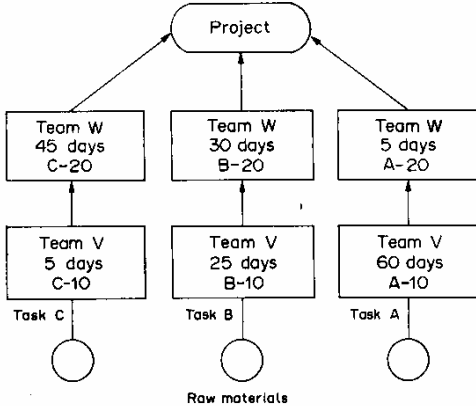 Project
Team W
45 days
C-20
Team W
30 days
B-20
Team W
5 days
A-20
Team V
5 days
C-10
Team V
25 days
B-10
Team V
60 days
A-10
Task C
Task B
Task A
Raw materials